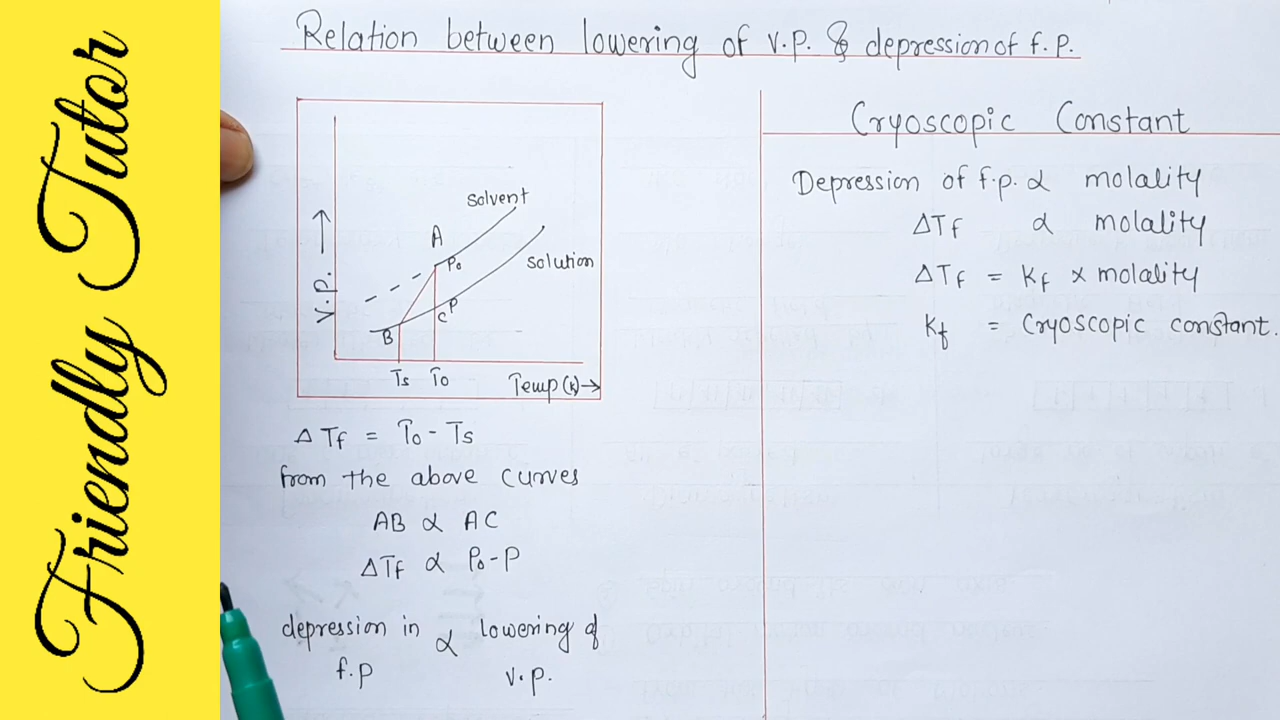 Friendly Tutor
Relation between lowering of v.p. & depression of f.p.
solvent
A
P₀
solution
V.P.
P
C
B
Ts T₀
Temp (k)→
Δ Tf = T₀ - Ts
from the above curves
AB ∝ AC
ΔTf ∝ P₀-P
depression in f.p ∝ lowering of v.p.
Cryoscopic Constant
Depression of f.p. ∝ molality
ΔTf ∝ molality
ΔTf = Kf × molality
Kf = Cryoscopic constant.